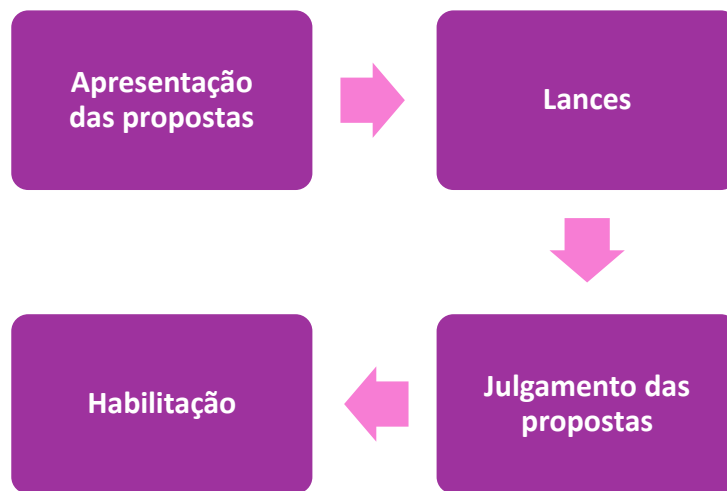 Apresentação
das propostas
Lances
Julgamento das
propostas
Habilitação